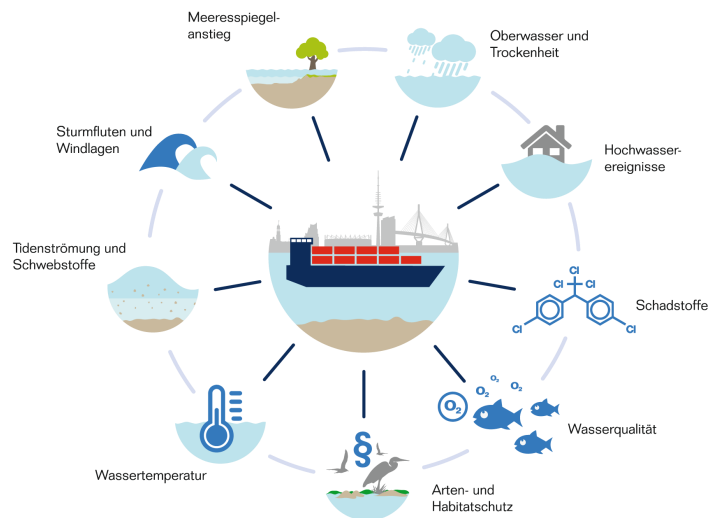 Meeresspiegel-
anstieg
Oberwasser und
Trockenheit
Hochwasser-
ereignisse
Cl
Cl
Cl
Cl
Cl
Schadstoffe
O₂
O₂
O₂
O₂
Wasserqualität
§
Arten- und
Habitatschutz
Wassertemperatur
Tidenströmung und
Schwebstoffe
Sturmfluten und
Windlagen